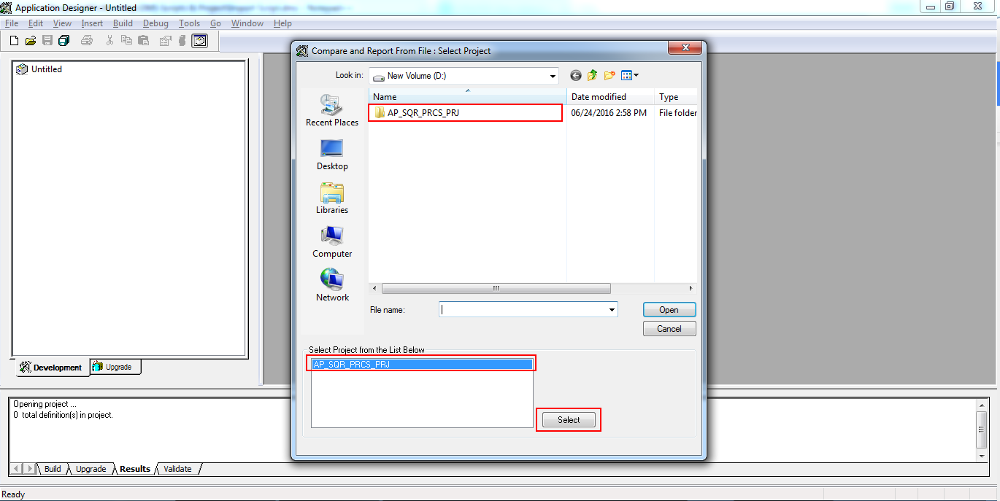 Application Designer - Untitled
File Edit View Insert Build Debug Tools Go Window Help
Untitled
Development
Upgrade
Compare and Report From File : Select Project
Look in:
New Volume (D:)
Name
Date modified
Type
AP_SQR_PRCS_PRJ
06/24/2016 2:58 PM
File folder
Recent Places
Desktop
Libraries
Computer
Network
File name:
Open
Cancel
Select Project from the List Below
AP_SQR_PRCS_PRJ
Select
Opening project ...
0 total definition(s) in project.
Build
Upgrade
Results
Validate
Ready